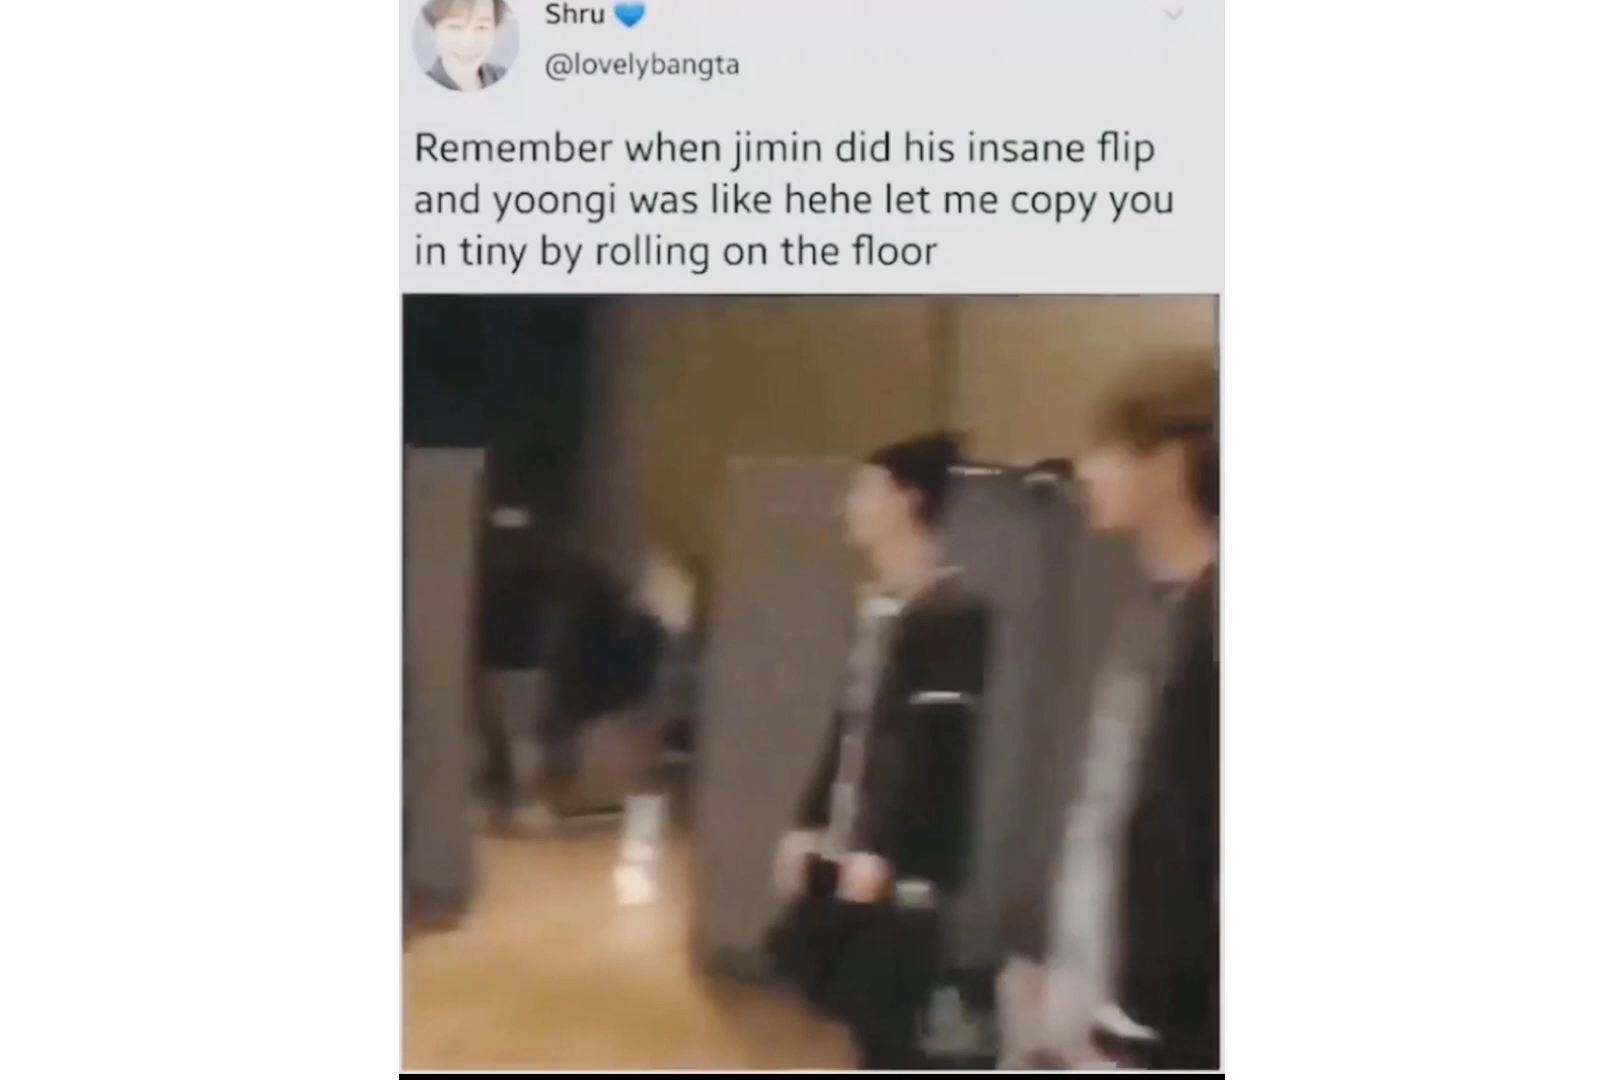 Shru 💙
@lovelybangta
Remember when jimin did his insane flip
and yoongi was like hehe let me copy you
in tiny by rolling on the floor